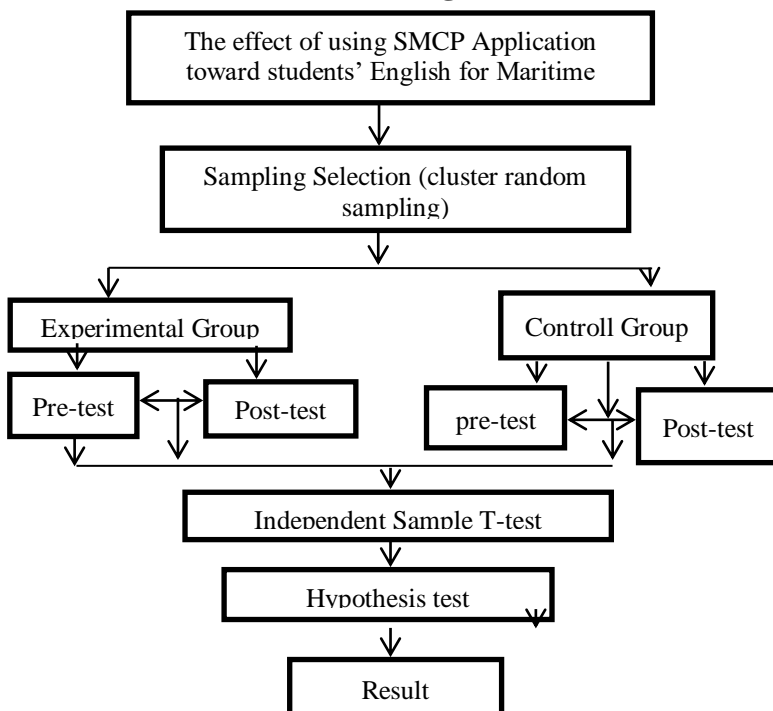 The effect of using SMCP Application
toward students’ English for Maritime
Sampling Selection (cluster random
sampling)
Experimental Group
Controll Group
Pre-test
Post-test
pre-test
Post-test
Independent Sample T-test
Hypothesis test
Result